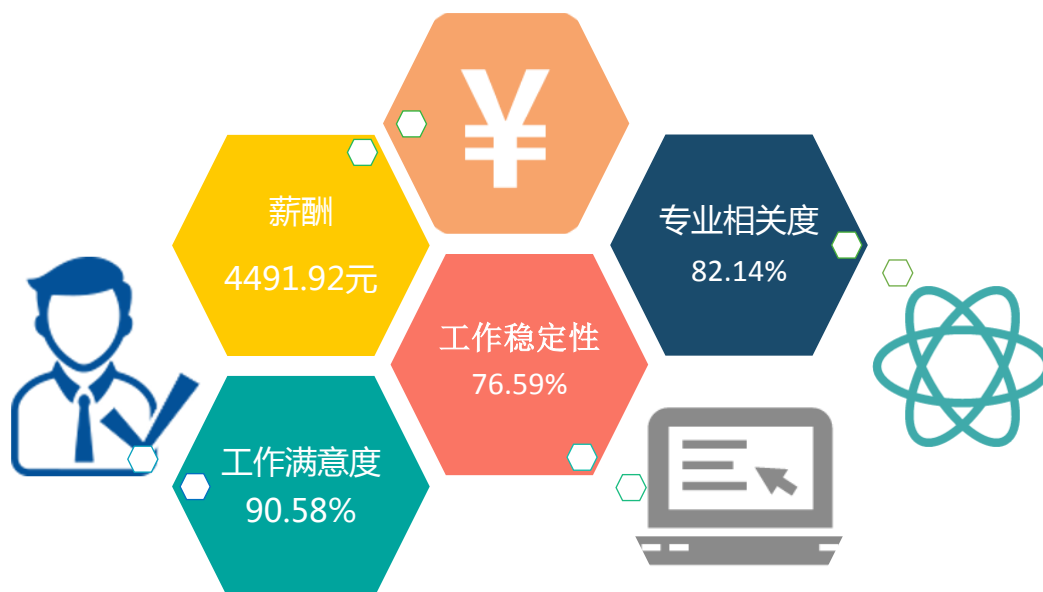 ¥
薪酬
4491.92元
专业相关度
82.14%
工作稳定性
76.59%
工作满意度
90.58%